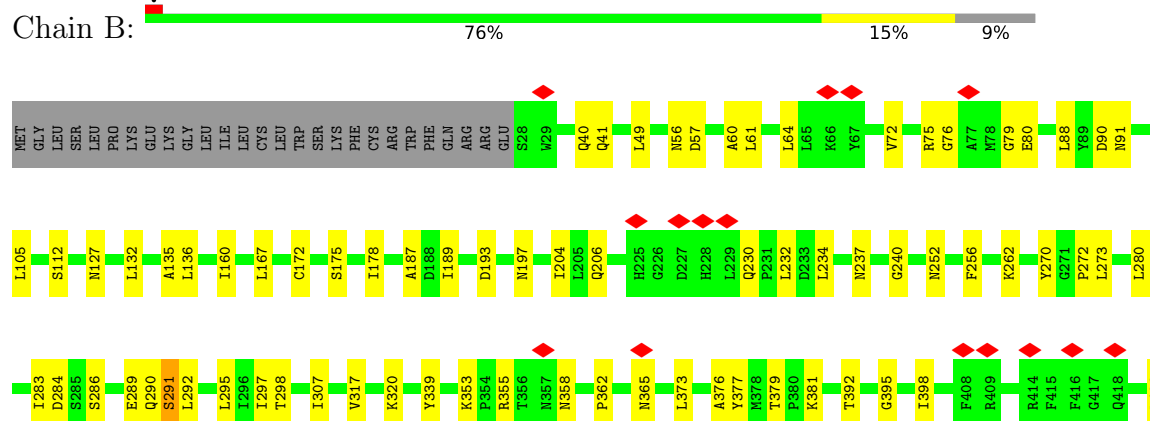 Chain B:
76% 15% 9%
MET GLY LEU SER LEU PRO LYS GLU LYS GLY LEU ILE LEU CYS LEU TRP SER LYS PHE CYS ARG TRP PHE GLN ARG ARG GLU S28 W29 Q40 Q41 L49 N56 D57 A60 L61 L64 L65 K66 Y67 V72 R75 G76 A77 M78 G79 E80 L88 Y89 D90 N91
L105 S112 N127 L132 A135 L136 I160 L167 C172 S175 I178 A187 D188 I189 D193 N197 I204 L205 Q206 H225 G226 D227 H228 L229 Q230 P231 L232 D233 L234 N237 G240 N252 F256 K262 Y270 G271 P272 L273 L280
I283 D284 S285 S286 E289 Q290 S291 L292 L295 I296 I297 T298 I307 V317 K320 Y339 K353 P354 R355 T356 N357 N358 P362 N365 L373 A376 Y377 M378 T379 P380 K381 T392 G395 I398 F408 R409 R414 F415 F416 G417 Q418